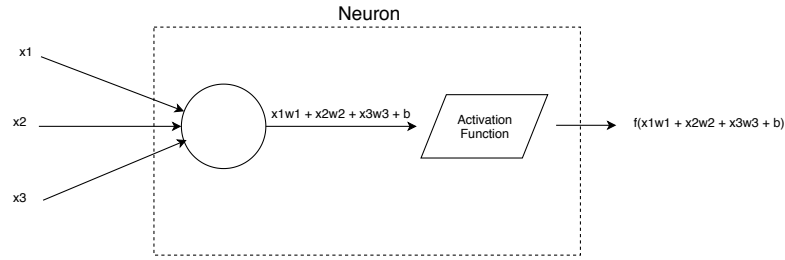 Neuron
x1
x2
x3
x1w1 + x2w2 + x3w3 + b
Activation
Function
f(x1w1 + x2w2 + x3w3 + b)